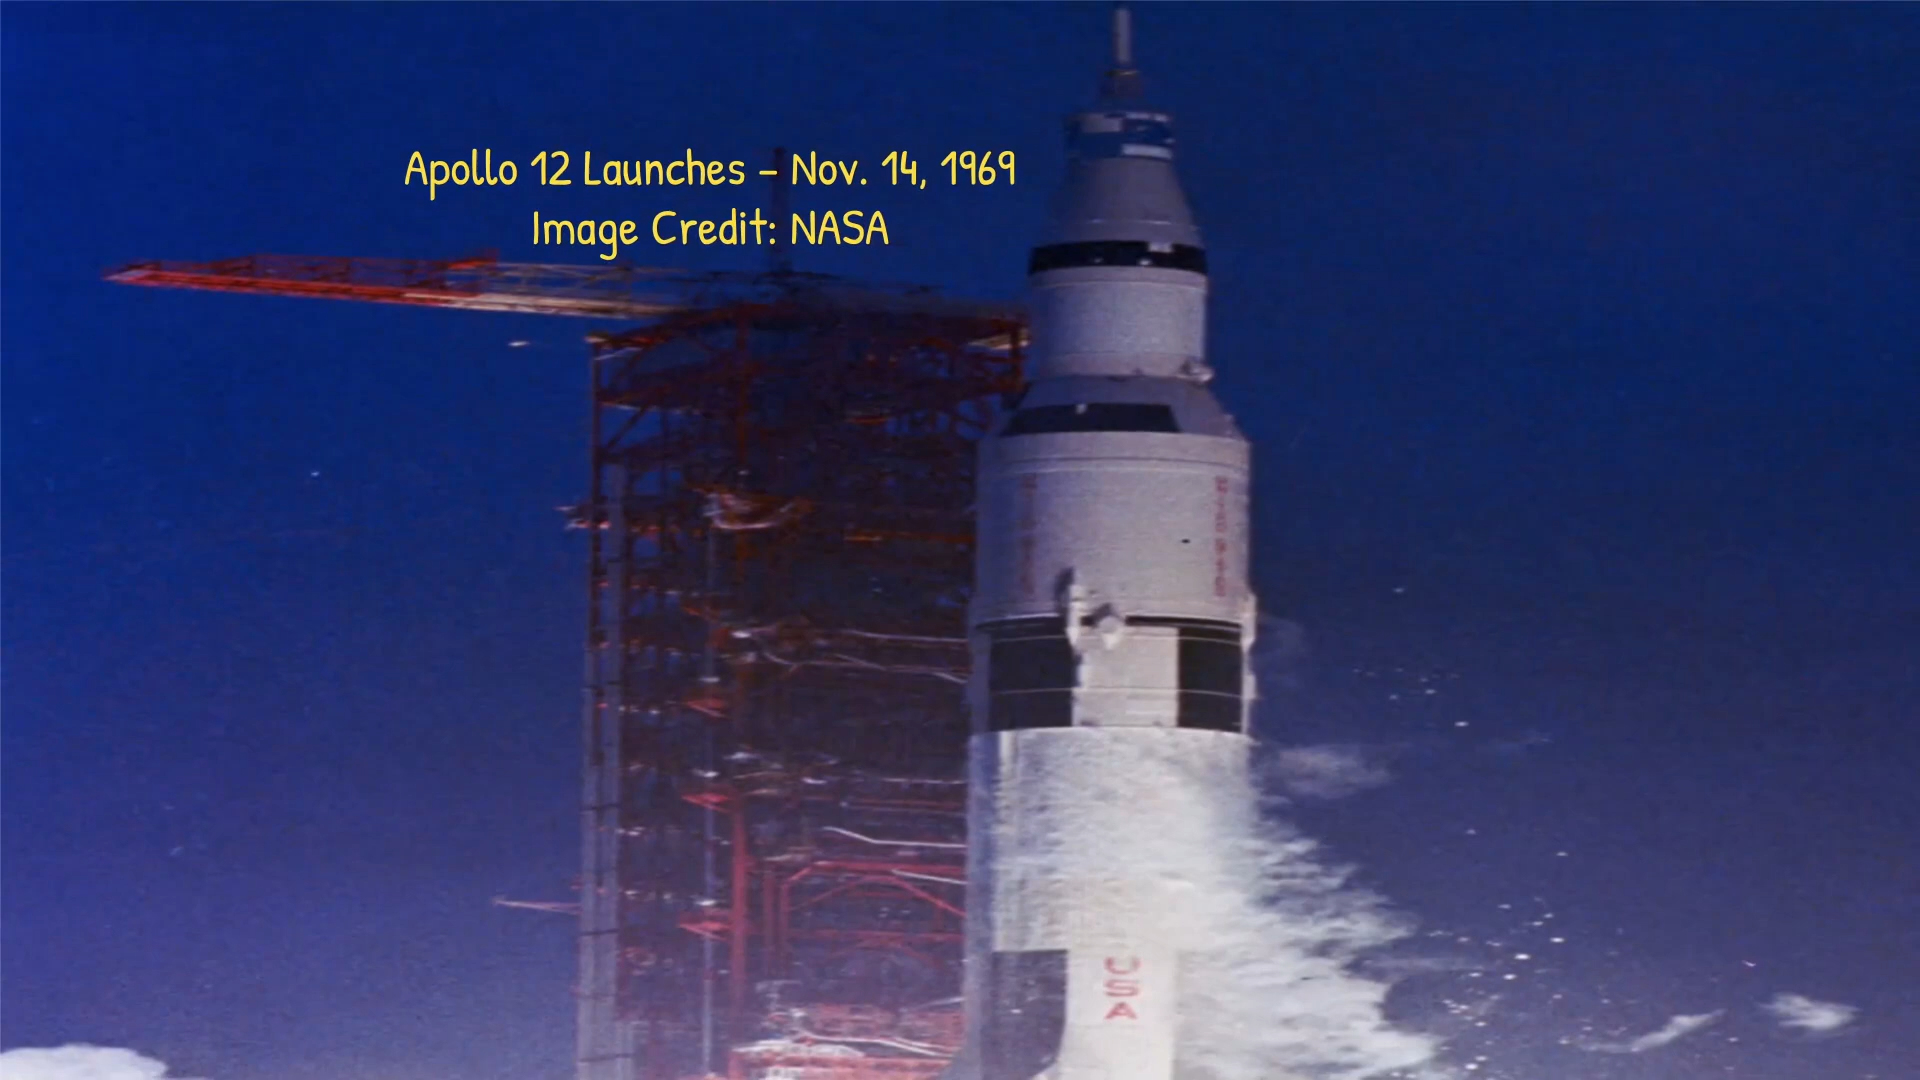 Apollo 12 Launches – Nov. 14, 1969
Image Credit: NASA
USA